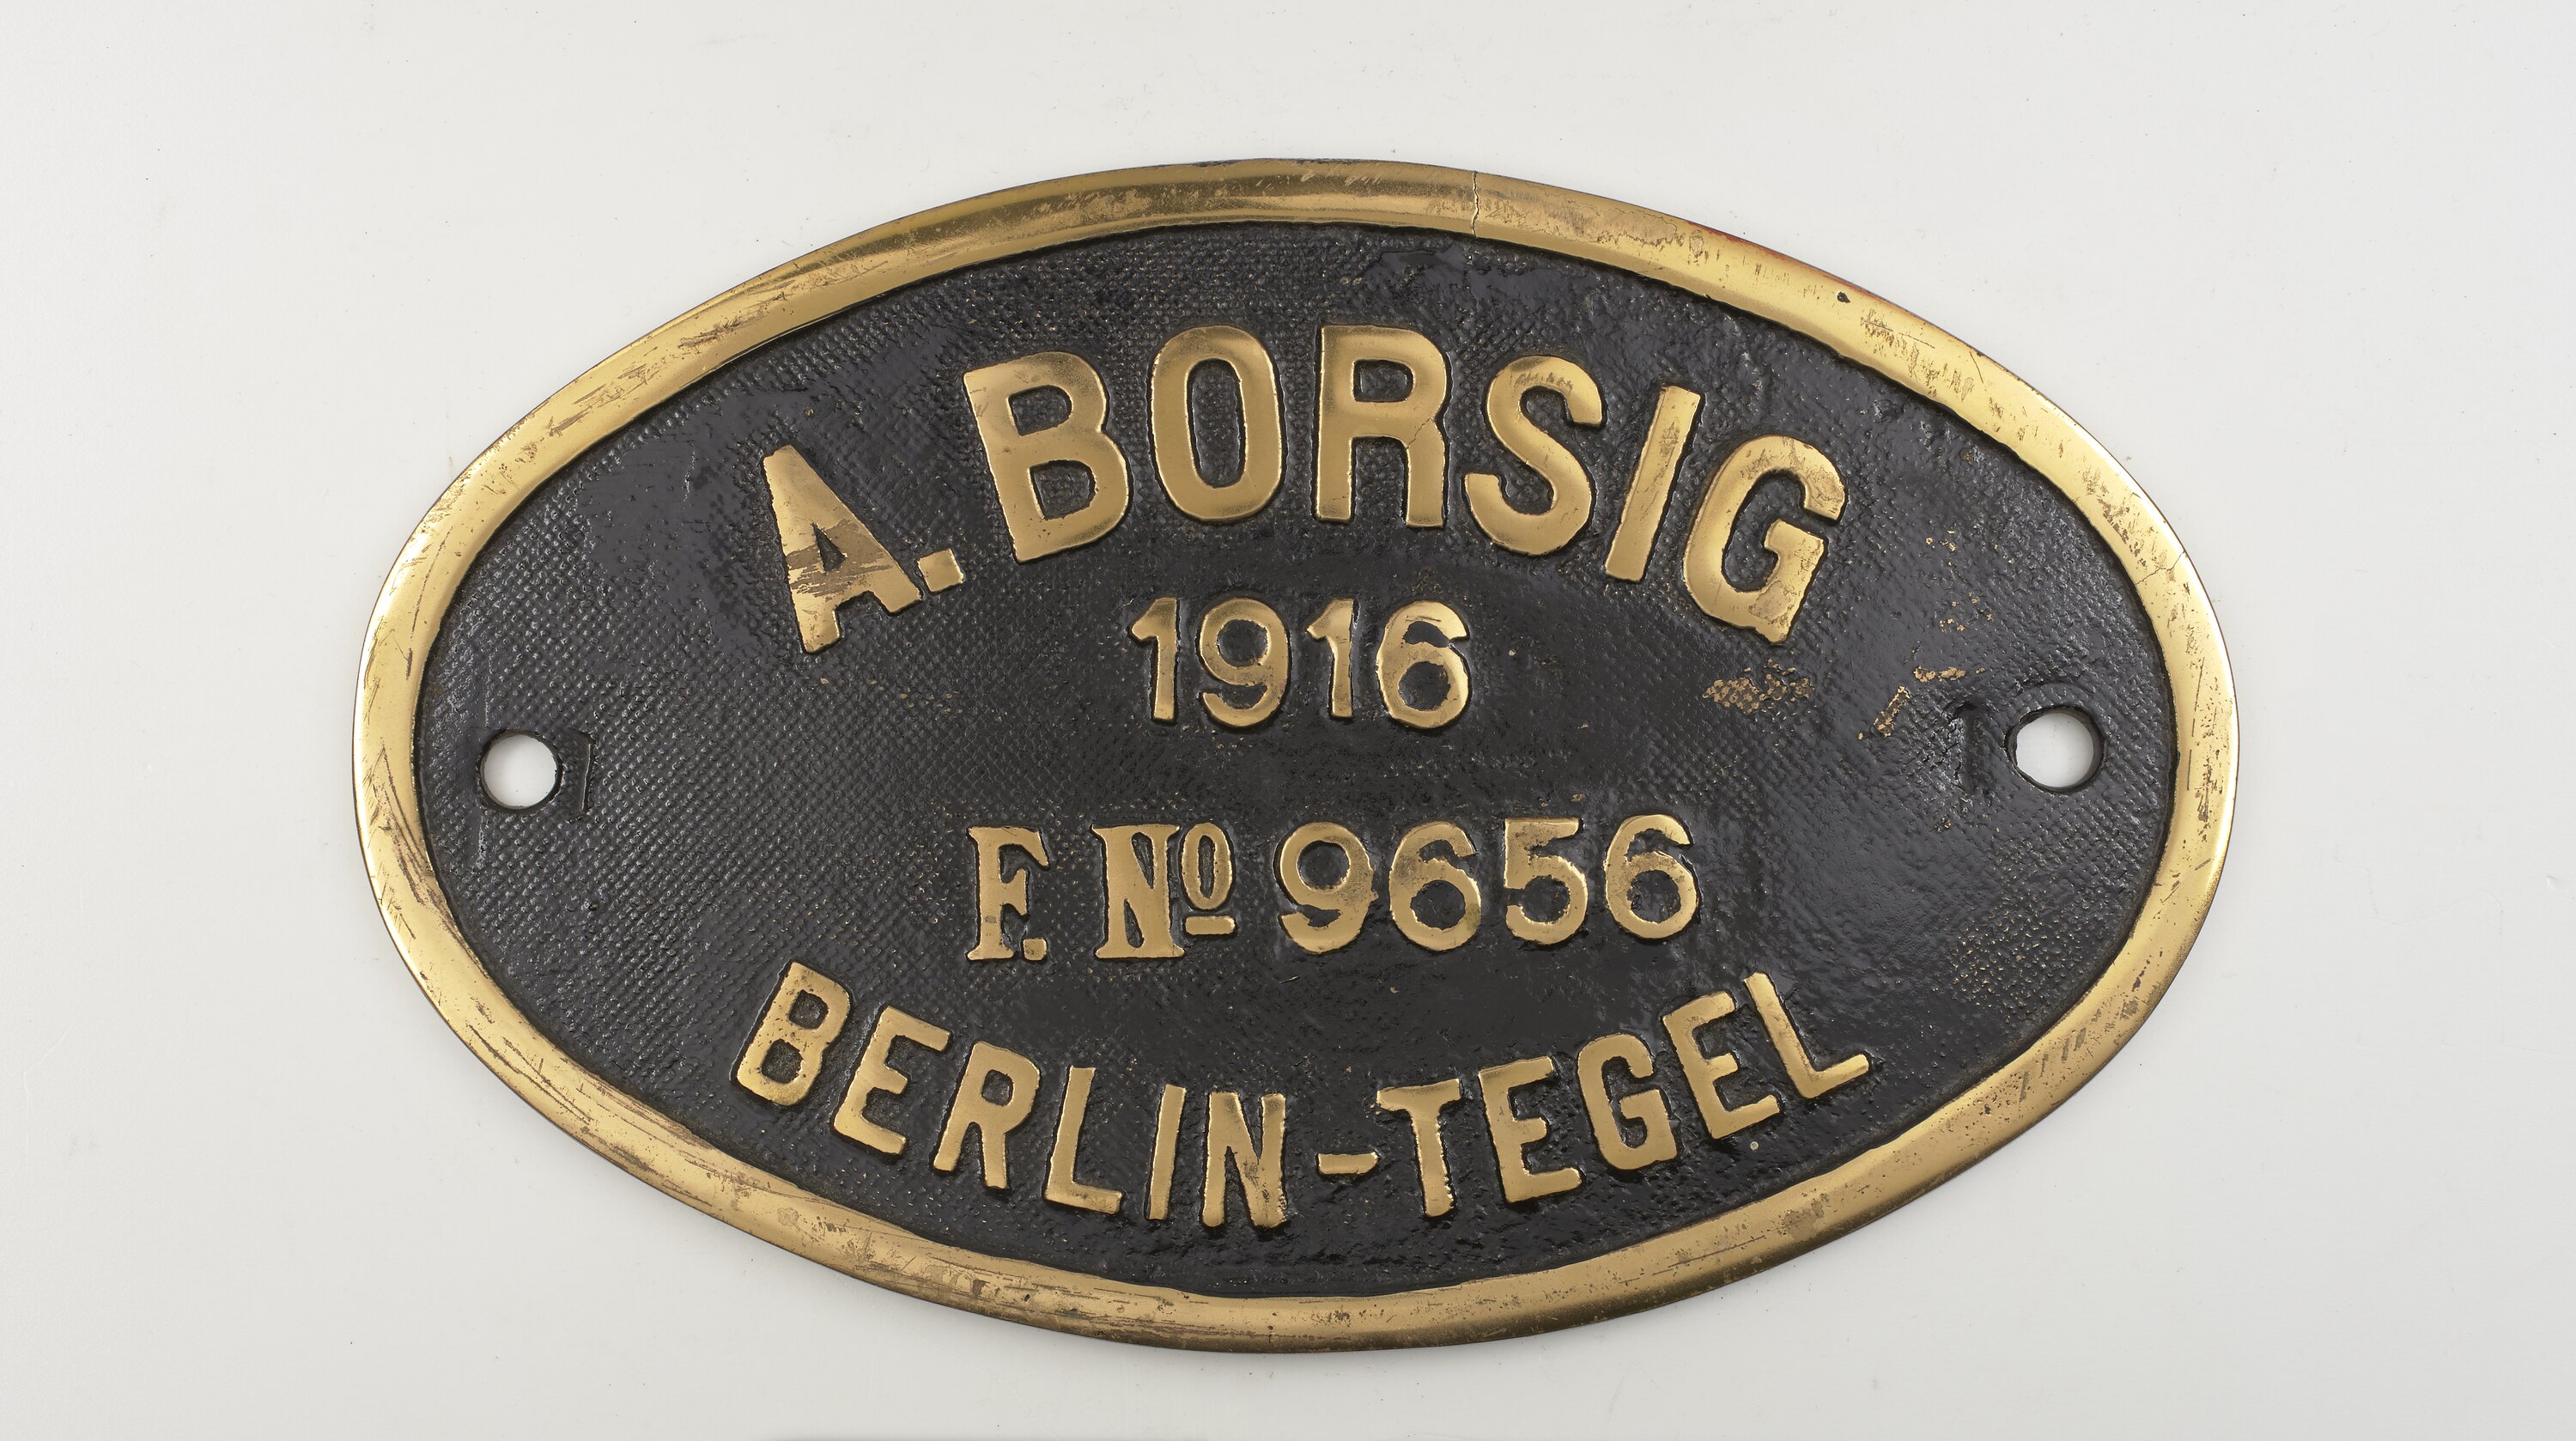 A. BORSIG
1916
F. Nº 9656
BERLIN-TEGEL